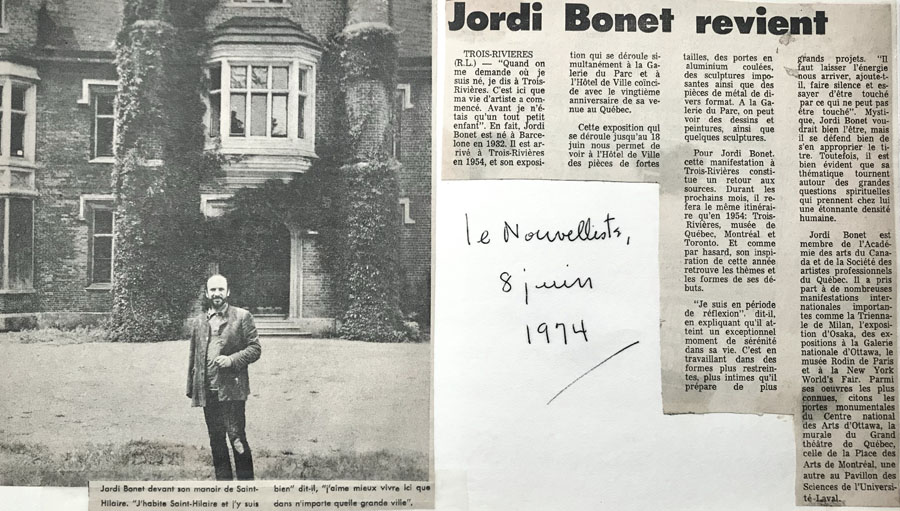 Jordi Bonet revient
TROIS-RIVIERES
(R.L.) — "Quand on
me demande où je
suis né, je dis à Trois-
Rivières. C'est ici que
ma vie d'artiste a com-
mencé. Avant je n'é-
tais qu'un tout petit
enfant". En fait, Jordi
Bonet est né à Barce-
lone en 1932. Il est ar-
rivé à Trois-Rivières
en 1954, et son exposi-
tion qui se déroule si-
multanément à la Ga-
lerie du Parc et à
l'Hôtel de Ville coïnci-
de avec le vingtième
anniversaire de sa ve-
nue au Québec.
Cette exposition qui
se déroule jusqu'au 18
juin nous permet de
voir à l'Hôtel de Ville
des pièces de fortes
tailles, des portes en
aluminium coulées,
des sculptures impo-
santes ainsi que des
pièces de métal de di-
vers format. A la Ga-
lerie du Parc, on peut
voir des dessins et
peintures, ainsi que
quelques sculptures.
Pour Jordi Bonet,
cette manifestation à
Trois-Rivières consti-
tue un retour aux
sources. Durant les
prochains mois, il re-
fera le même itinérai-
re qu'en 1954: Trois-
Rivières, musée de
Québec, Montréal et
Toronto. Et comme
par hasard, son inspi-
ration de cette année
retrouve les thèmes et
les formes de ses dé-
buts.
"Je suis en période
de réflexion". dit-il,
en expliquant qu'il at-
teint un exceptionnel
moment de sérénité
dans sa vie. C'est en
travaillant dans des
formes plus restrein-
tes, plus intimes qu'il
prépare de plus
grands projets. "Il
faut laisser l'énergie
nous arriver, ajoute-t-
il, faire silence et es-
sayer d'être touché
par ce qui ne peut pas
être touché". Mysti-
que, Jordi Bonet vou-
drait bien l'être, mais
il se défend bien de
s'en approprier le ti-
tre. Toutefois, il est
bien évident que sa
thématique tournent
autour des grandes
questions spirituelles
qui prennent chez lui
une étonnante densité
humaine.
Jordi Bonet est
membre de l'Acadé-
mie des arts du Cana-
da et de la Société des
artistes professionnels
du Québec. Il a pris
part à de nombreuses
manifestations inter-
nationales importan-
tes comme la Trienna-
le de Milan, l'exposi-
tion d'Osaka, des ex-
positions à la Galerie
nationale d'Ottawa, le
musée Rodin de Paris
et à la New York
World's Fair. Parmi
ses oeuvres les plus
connues, citons les
portes monumentales
du Centre national
des Arts d'Ottawa, la
murale du Grand
théâtre de Québec,
celle de la Place des
Arts de Montréal, une
autre au Pavillon des
Sciences de l'Universi-
té Laval.
le Nouvelliste,
8 juin
1974
Jordi Bonet devant son manoir de Saint-
Hilaire. "J'habite Saint-Hilaire et j'y suis
bien" dit-il, "j'aime mieux vivre ici que
dans n'importe quelle grande ville".